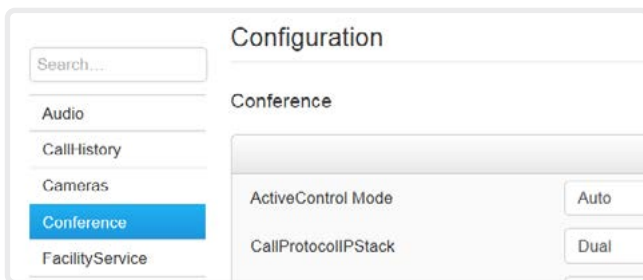 Configuration
Search...
Audio
CallHistory
Cameras
Conference
FacilityService
Conference
ActiveControl Mode
Auto
CallProtocolIPStack
Dual